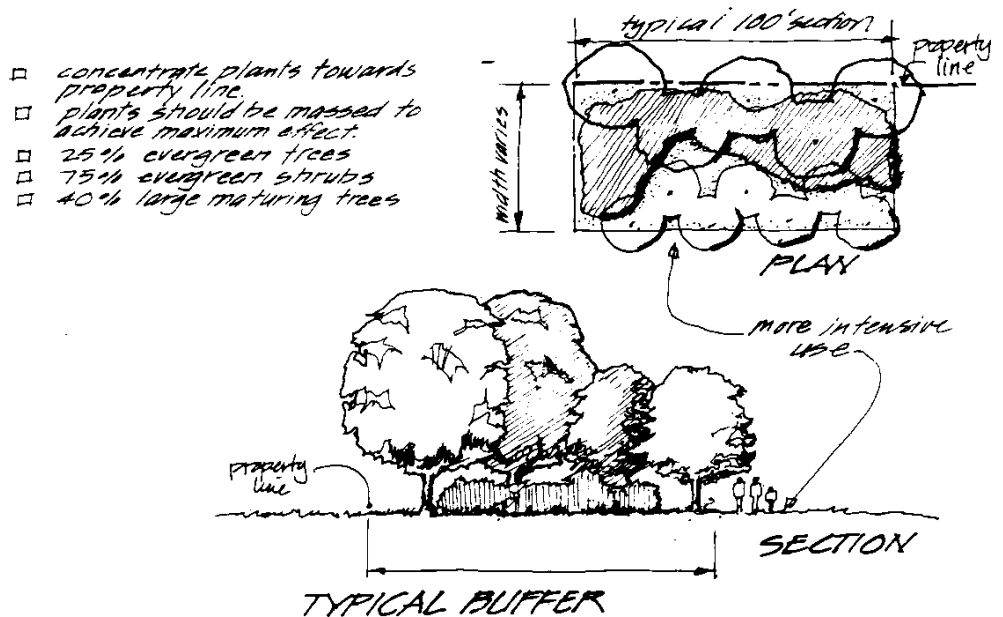 concentrate plants towards
property line.
plants should be massed to
achieve maximum effect.
25% evergreen trees
75% evergreen shrubs
40% large maturing trees
typical 100' section
property
line
width varies
PLAN
more intensive
use
property
line
SECTION
TYPICAL BUFFER